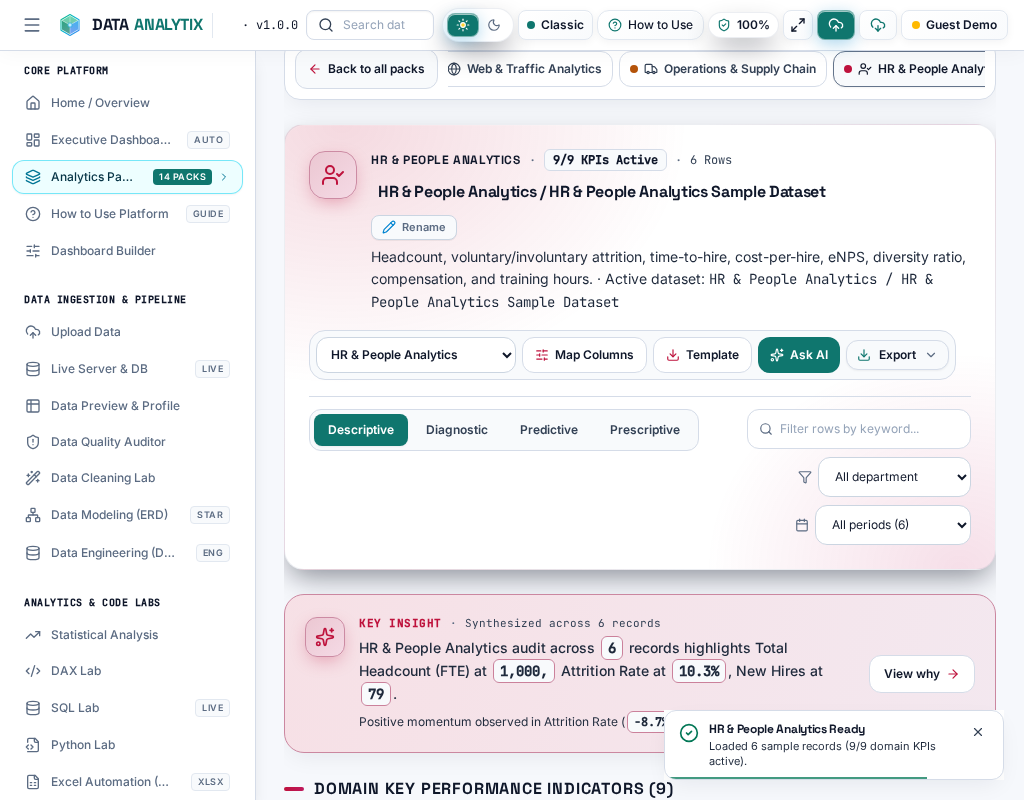 DATA ANALYTIX
· v1.0.0
Search dat
Classic
How to Use
100%
Guest Demo
CORE PLATFORM
Home / Overview
Executive Dashboa... AUTO
Analytics Pa... 14 PACKS
How to Use Platform GUIDE
Dashboard Builder
DATA INGESTION & PIPELINE
Upload Data
Live Server & DB LIVE
Data Preview & Profile
Data Quality Auditor
Data Cleaning Lab
Data Modeling (ERD) STAR
Data Engineering (D... ENG
ANALYTICS & CODE LABS
Statistical Analysis
DAX Lab
SQL Lab LIVE
Python Lab
Excel Automation (... XLSX
Back to all packs
Web & Traffic Analytics
Operations & Supply Chain
HR & People Analy
HR & PEOPLE ANALYTICS · 9/9 KPIs Active · 6 Rows
HR & People Analytics / HR & People Analytics Sample Dataset
Rename
Headcount, voluntary/involuntary attrition, time-to-hire, cost-per-hire, eNPS, diversity ratio,
compensation, and training hours. · Active dataset: HR & People Analytics / HR &
People Analytics Sample Dataset
HR & People Analytics
Map Columns
Template
Ask AI
Export
Descriptive
Diagnostic
Predictive
Prescriptive
Filter rows by keyword...
All department
All periods (6)
KEY INSIGHT · Synthesized across 6 records
HR & People Analytics audit across 6 records highlights Total
Headcount (FTE) at 1,000, Attrition Rate at 10.3% , New Hires at
79 .
Positive momentum observed in Attrition Rate ( -8.7%
View why
HR & People Analytics Ready
Loaded 6 sample records (9/9 domain KPIs
active).
DOMAIN KEY PERFORMANCE INDICATORS (9)